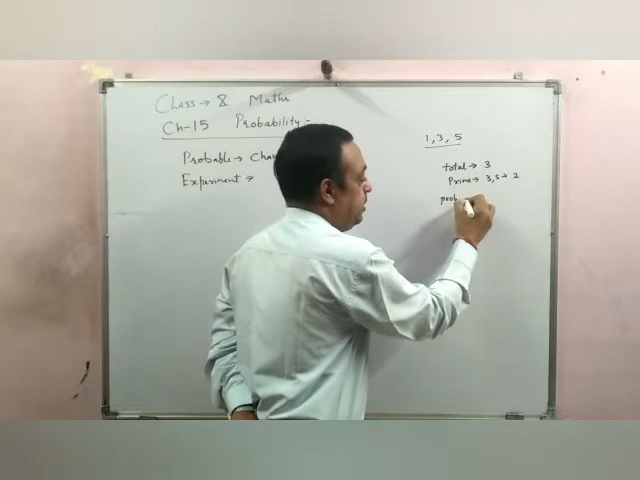 Class → 8 Maths
Ch-15 Probability :-
Probable → Chan
Experiment →
1, 3, 5
total → 3
Prime → 3, 5 → 2
prob